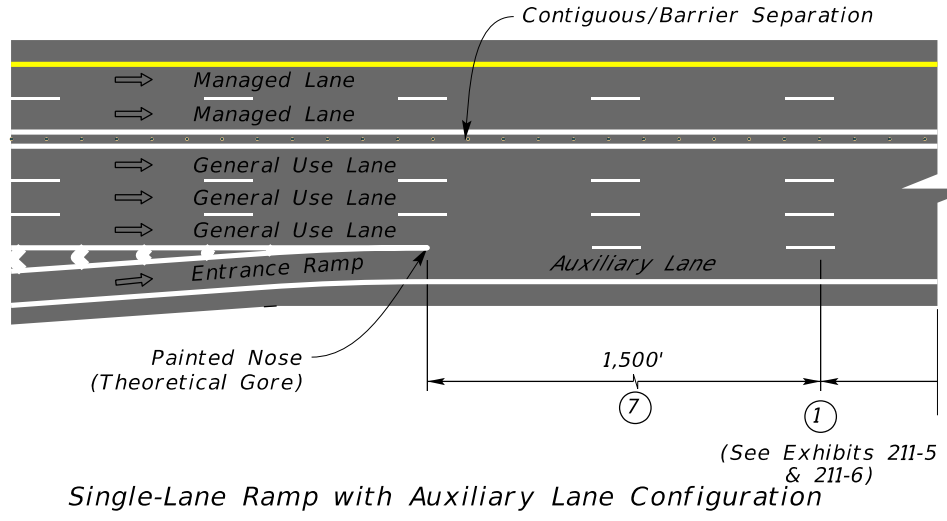 Contiguous/Barrier Separation
Managed Lane
Managed Lane
General Use Lane
General Use Lane
General Use Lane
Entrance Ramp
Auxiliary Lane
Painted Nose
(Theoretical Gore)
1,500'
7
1
(See Exhibits 211-5
& 211-6)
Single-Lane Ramp with Auxiliary Lane Configuration